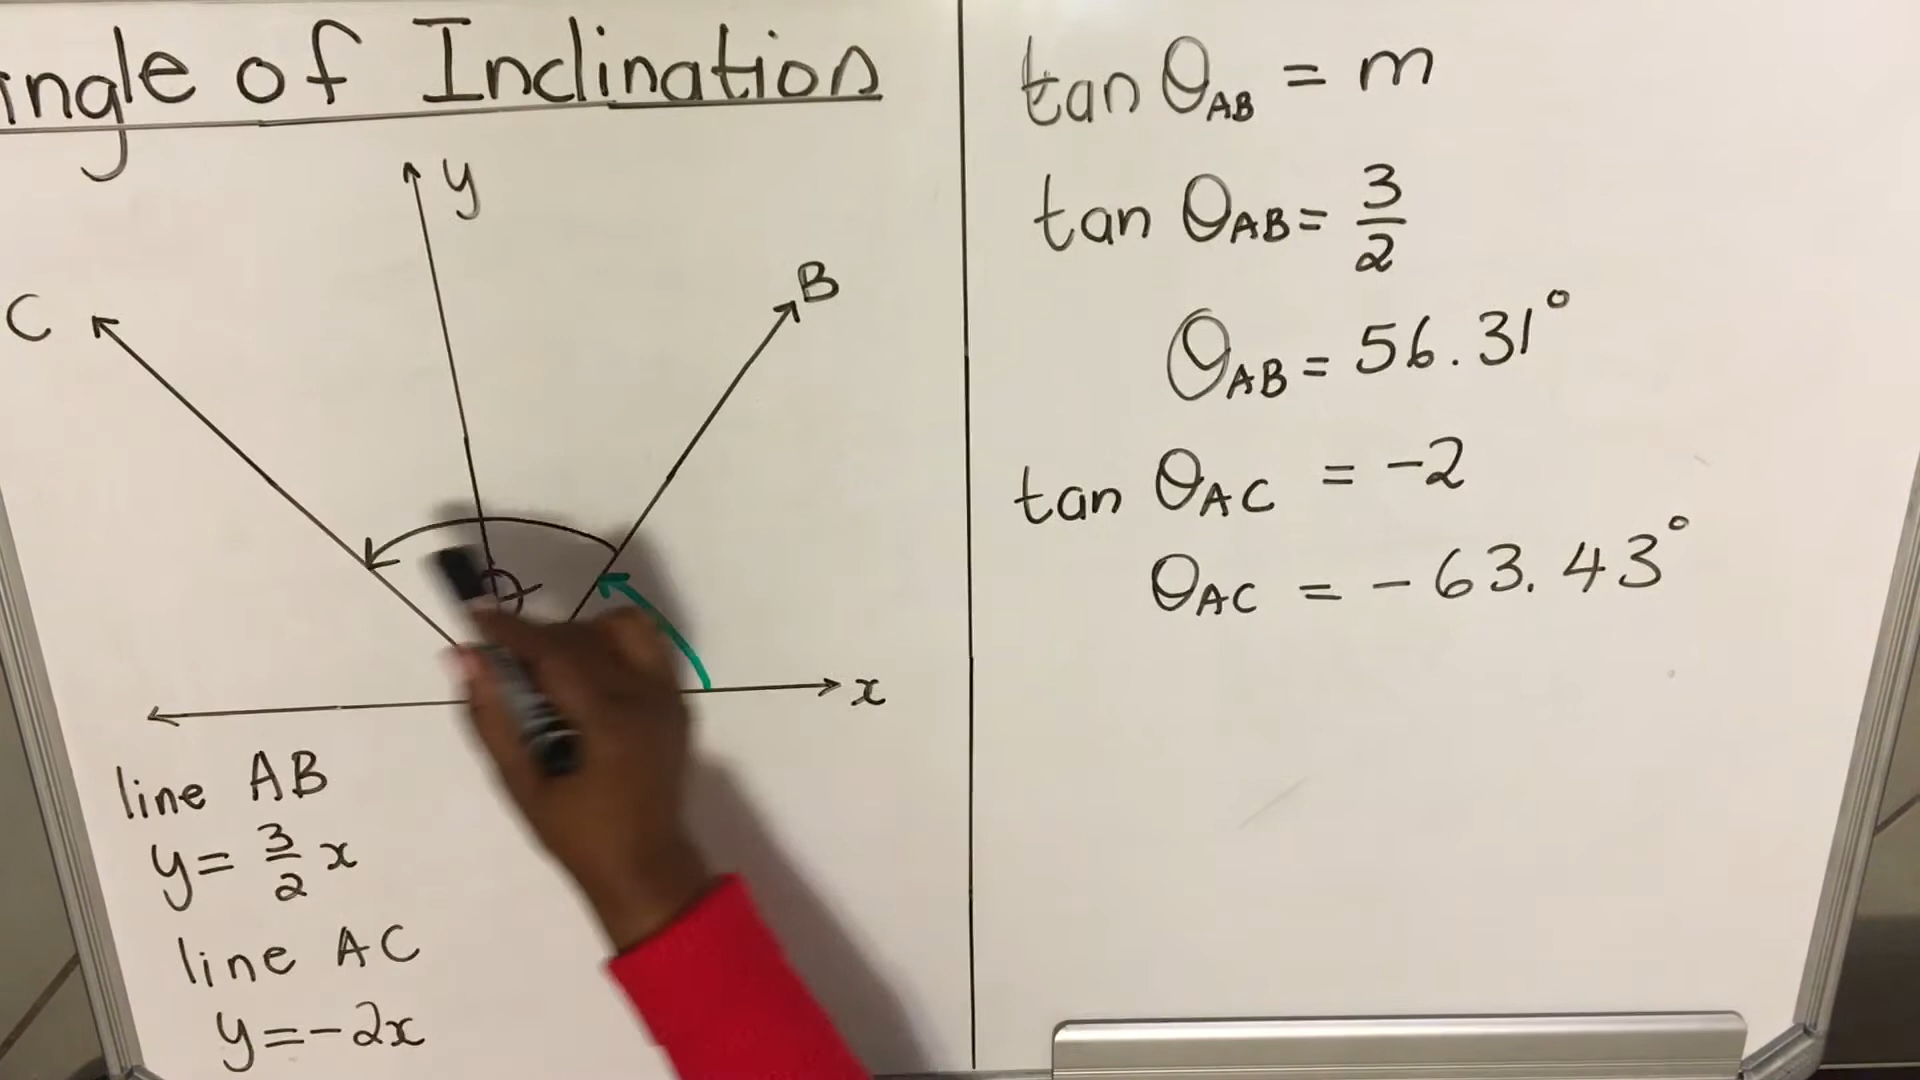 ngle of Inclination
y
C
B
x
line AB
y = 3/2 x
line AC
y = -2x
tan θAB = m
tan θAB = 3/2
θAB = 56.31°
tan θAC = -2
θAC = -63.43°